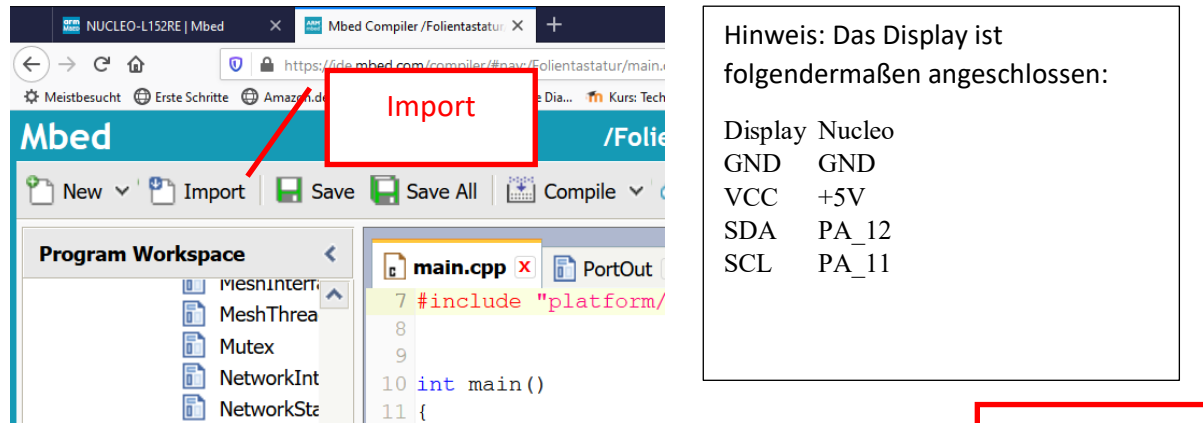 NUCLEO-L152RE | Mbed
Mbed Compiler /Folientastatur
https://ide.mbed.com/compiler/#nav:/Folientastatur/main.
Meistbesucht Erste Schritte Amazon.de Dia... Kurs: Tech
Import
Mbed /Folie
New Import Save Save All Compile
Program Workspace
MeshInterfa
MeshThrea
Mutex
NetworkInt
NetworkSta
main.cpp X PortOut
7 #include "platform/
8
9
10 int main()
11 {
Hinweis: Das Display ist
folgendermaßen angeschlossen:
Display Nucleo
GND GND
VCC +5V
SDA PA_12
SCL PA_11